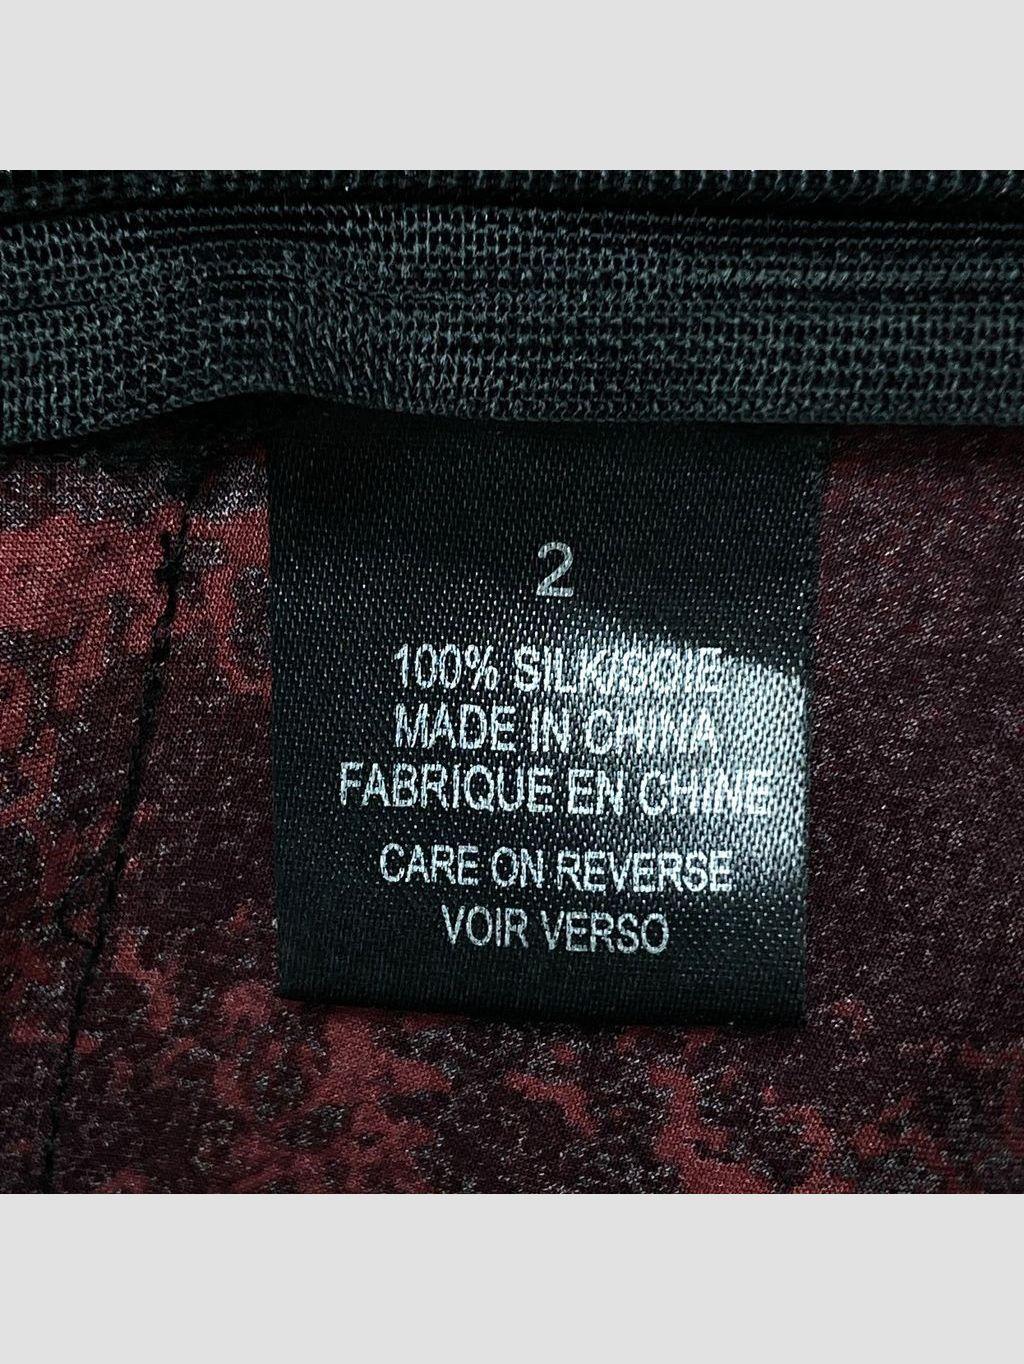 2
100% SILK/SOIE
MADE IN CHINA
FABRIQUE EN CHINE
CARE ON REVERSE
VOIR VERSO